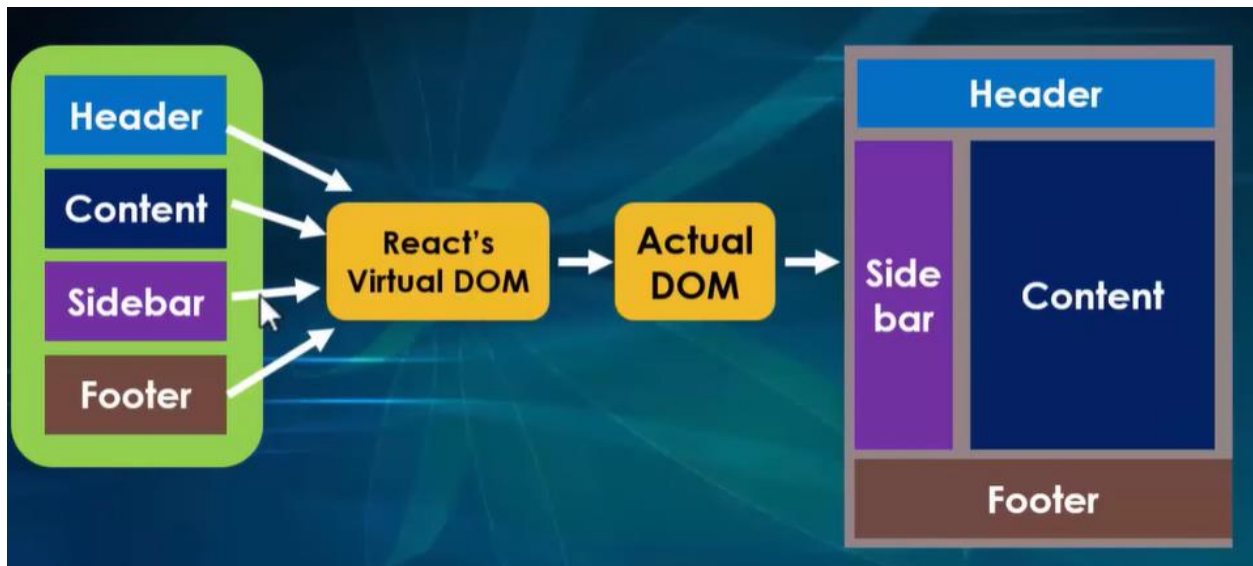 Header
Content
Sidebar
Footer
React's
Virtual DOM
Actual
DOM
Header
Side
bar
Content
Footer